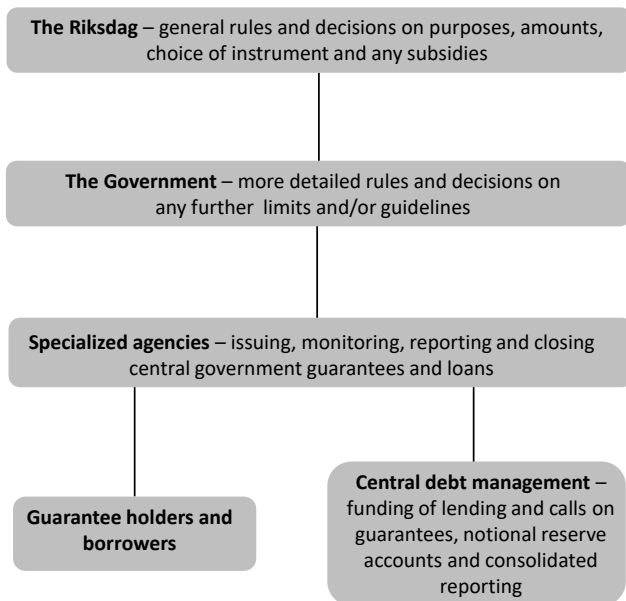 The Riksdag – general rules and decisions on purposes, amounts,
choice of instrument and any subsidies
The Government – more detailed rules and decisions on
any further limits and/or guidelines
Specialized agencies – issuing, monitoring, reporting and closing
central government guarantees and loans
Guarantee holders and
borrowers
Central debt management –
funding of lending and calls on
guarantees, notional reserve
accounts and consolidated
reporting